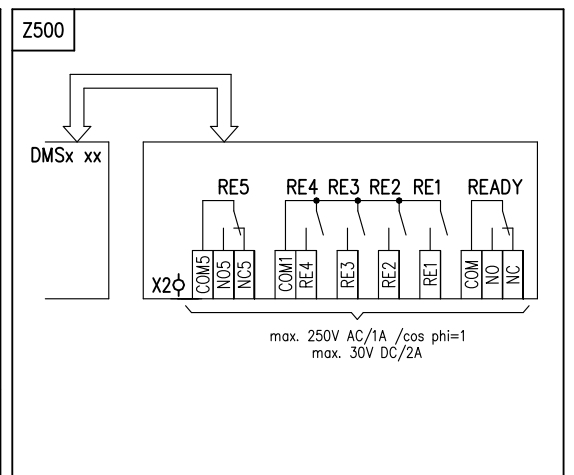 Z500
DMSx xx
RE5 RE4 RE3 RE2 RE1 READY
X2 COM5 NO5 NC5 COM1 RE4 RE3 RE2 RE1 COM NO NC
max. 250V AC/1A /cos phi=1
max. 30V DC/2A